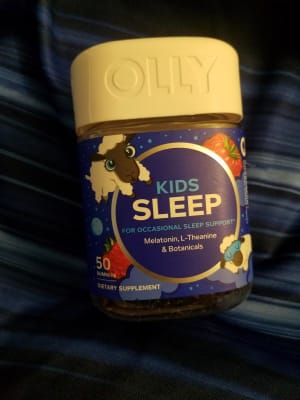 OLLY
KIDS
SLEEP
FOR OCCASIONAL SLEEP SUPPORT*
Melatonin, L-Theanine
& Botanicals
50
GUMMIES
DIETARY SUPPLEMENT